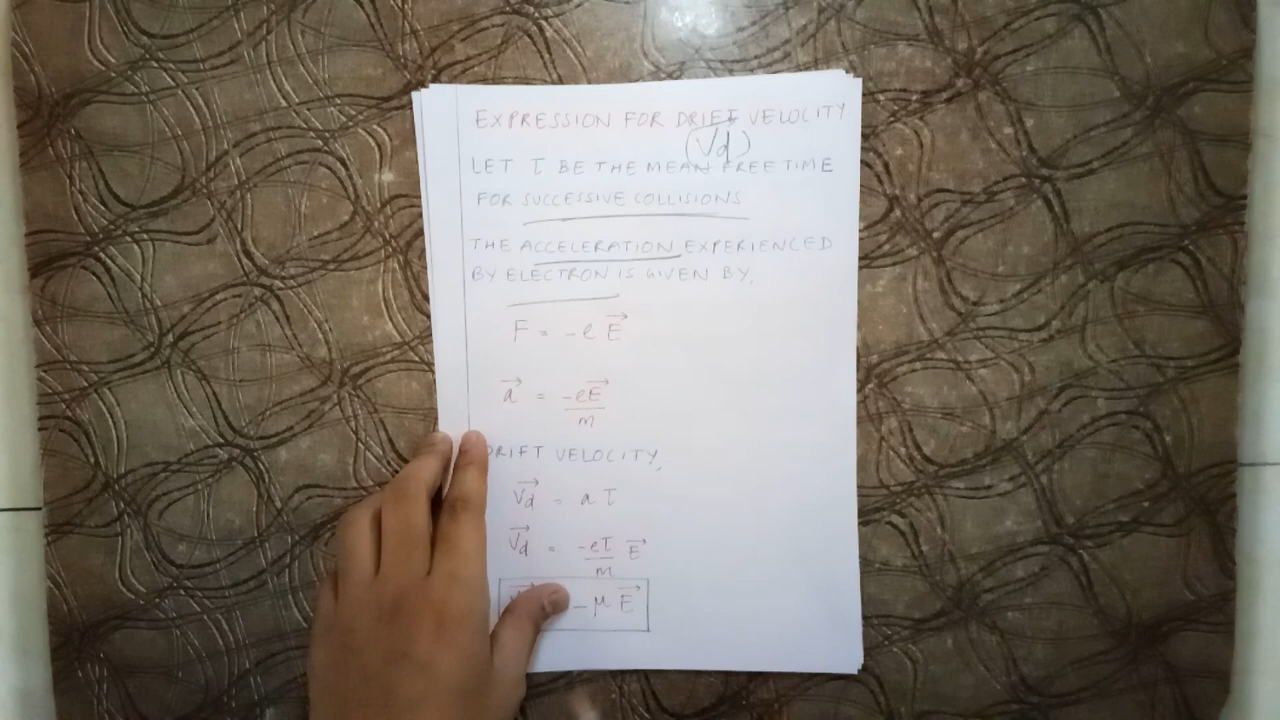 EXPRESSION FOR DRIFT VELOCITY
(Vd)
LET τ BE THE MEAN FREE TIME
FOR SUCCESSIVE COLLISIONS
THE ACCELERATION EXPERIENCED
BY ELECTRON IS GIVEN BY,
F = -e E⃗
a⃗ = -eE⃗/m
DRIFT VELOCITY,
V⃗d = a τ
V⃗d = -eτ/m E⃗
-μ E⃗